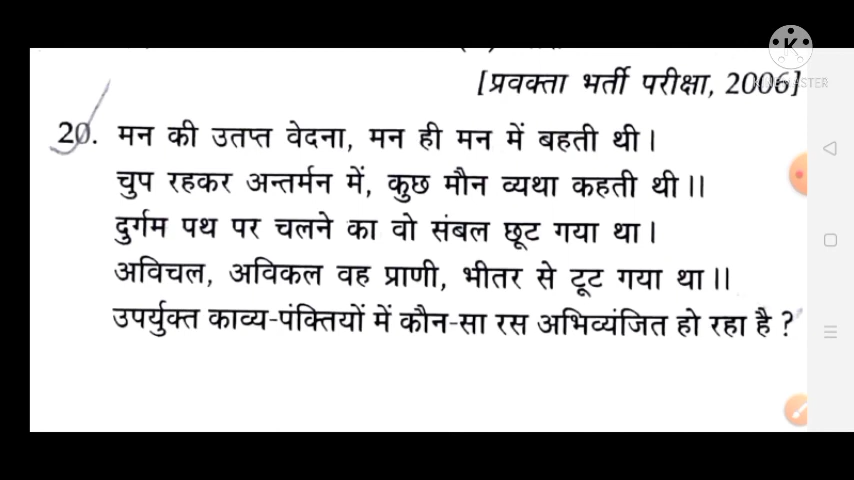 [प्रवक्ता भर्ती परीक्षा, 2006]
K
KINEMASTER
20. मन की उतप्त वेदना, मन ही मन में बहती थी।
चुप रहकर अन्तर्मन में, कुछ मौन व्यथा कहती थी।।
दुर्गम पथ पर चलने का वो संबल छूट गया था।
अविचल, अविकल वह प्राणी, भीतर से टूट गया था।।
उपर्युक्त काव्य-पंक्तियों में कौन-सा रस अभिव्यंजित हो रहा है ?